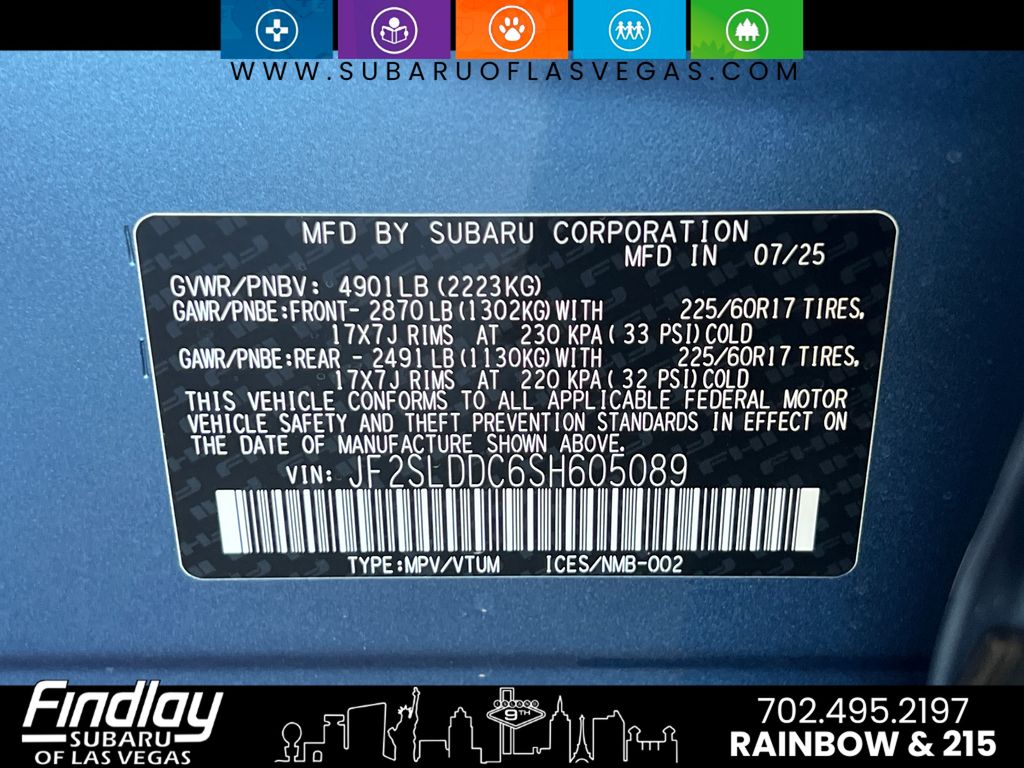 WWW.SUBARUOFLASVEGAS.COM
MFD BY SUBARU CORPORATION
MFD IN 07/25
GVWR/PNBV: 4901LB (2223KG)
GAWR/PNBE:FRONT- 2870 LB(1302KG)WITH 225/60R17 TIRES,
17X7J RIMS AT 230 KPA(33 PSI)COLD
GAWR/PNBE:REAR - 2491LB(1130KG)WITH 225/60R17 TIRES,
17X7J RIMS AT 220 KPA(32 PSI)COLD
THIS VEHICLE CONFORMS TO ALL APPLICABLE FEDERAL MOTOR
VEHICLE SAFETY AND THEFT PREVENTION STANDARDS IN EFFECT ON
THE DATE OF MANUFACTURE SHOWN ABOVE.
VIN: JF2SLDDC6SH605089
TYPE:MPV/VTUM ICES/NMB-002
Findlay
SUBARU
OF LAS VEGAS
9TH
702.495.2197
RAINBOW & 215